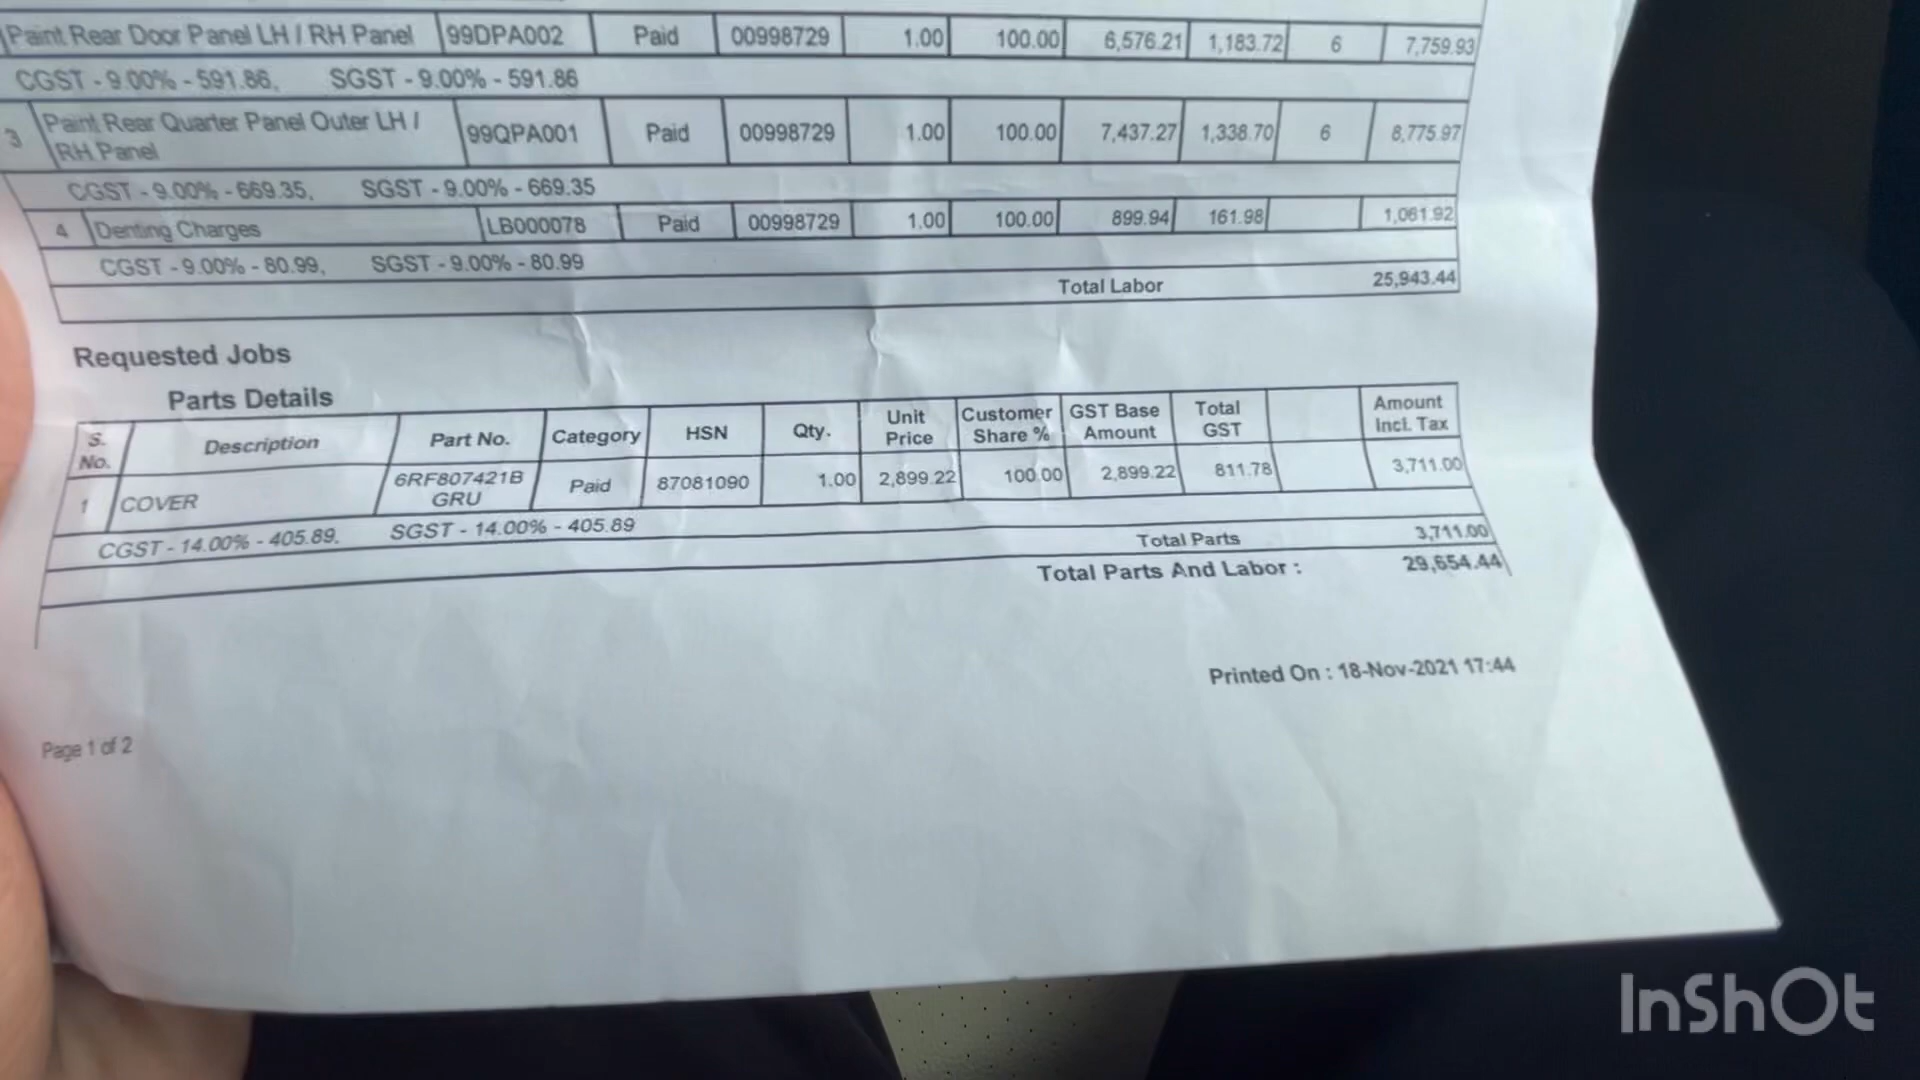 Paint Rear Door Panel LH / RH Panel 99DPA002 Paid 00998729 1.00 100.00 6,576.21 1,183.72 6 7,759.93
CGST - 9.00% - 591.86, SGST - 9.00% - 591.86
3 Paint Rear Quarter Panel Outer LH / RH Panel 99QPA001 Paid 00998729 1.00 100.00 7,437.27 1,338.70 6 8,775.97
CGST - 9.00% - 669.35, SGST - 9.00% - 669.35
4 Denting Charges LB000078 Paid 00998729 1.00 100.00 899.94 161.98 1,061.92
CGST - 9.00% - 80.99, SGST - 9.00% - 80.99
Total Labor 25,943.44
Requested Jobs
Parts Details
S. No. Description Part No. Category HSN Qty. Unit Price Customer Share % GST Base Amount Total GST Amount Incl. Tax
1 COVER 6RF807421B GRU Paid 87081090 1.00 2,899.22 100.00 2,899.22 811.78 3,711.00
CGST - 14.00% - 405.89, SGST - 14.00% - 405.89
Total Parts 3,711.00
Total Parts And Labor : 29,654.44
Printed On : 18-Nov-2021 17:44
Page 1 of 2
InShOt